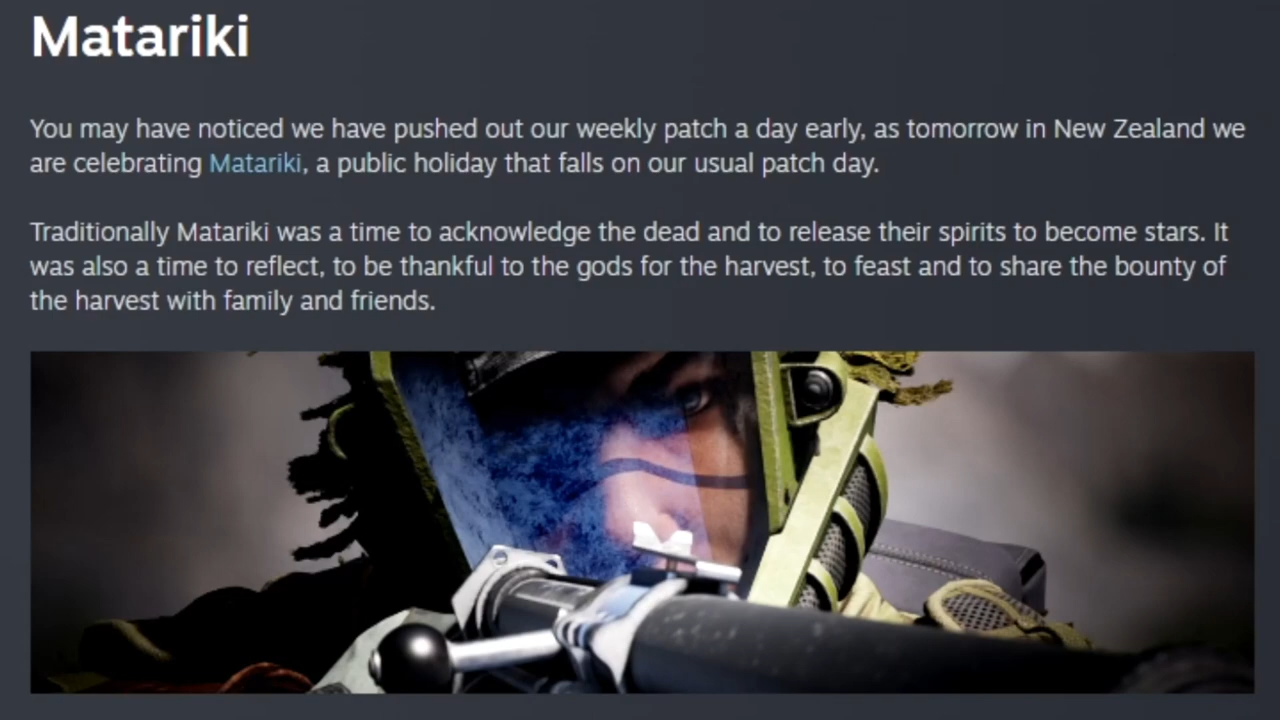 Matariki
You may have noticed we have pushed out our weekly patch a day early, as tomorrow in New Zealand we
are celebrating Matariki, a public holiday that falls on our usual patch day.
Traditionally Matariki was a time to acknowledge the dead and to release their spirits to become stars. It
was also a time to reflect, to be thankful to the gods for the harvest, to feast and to share the bounty of
the harvest with family and friends.